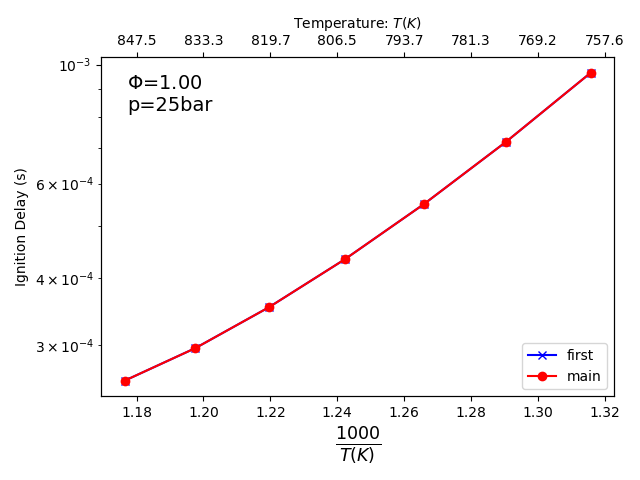 Temperature: T(K)
847.5 833.3 819.7 806.5 793.7 781.3 769.2 757.6
Φ=1.00
p=25bar
10⁻³
6×10⁻⁴
4×10⁻⁴
3×10⁻⁴
Ignition Delay (s)
first
main
1.18 1.20 1.22 1.24 1.26 1.28 1.30 1.32
1000
T(K)